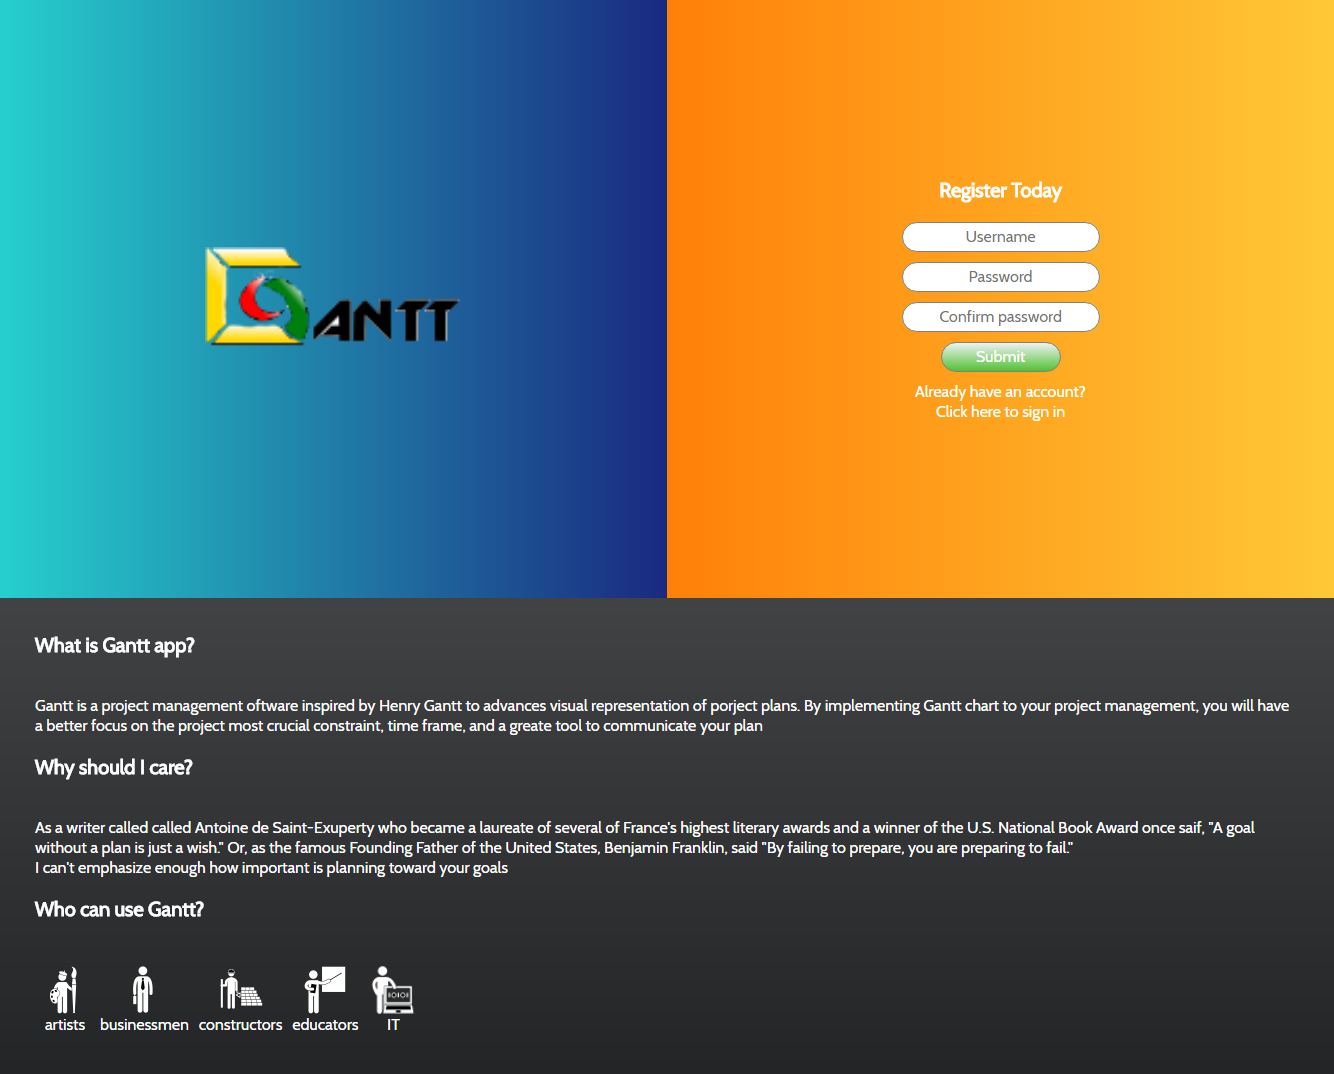 GANTT
Register Today
Username
Password
Confirm password
Submit
Already have an account?
Click here to sign in
What is Gantt app?
Gantt is a project management oftware inspired by Henry Gantt to advances visual representation of porject plans. By implementing Gantt chart to your project management, you will have
a better focus on the project most crucial constraint, time frame, and a greate tool to communicate your plan
Why should I care?
As a writer called called Antoine de Saint-Exuperty who became a laureate of several of France's highest literary awards and a winner of the U.S. National Book Award once saif, "A goal
without a plan is just a wish." Or, as the famous Founding Father of the United States, Benjamin Franklin, said "By failing to prepare, you are preparing to fail."
I can't emphasize enough how important is planning toward your goals
Who can use Gantt?
artists businessmen constructors educators IT